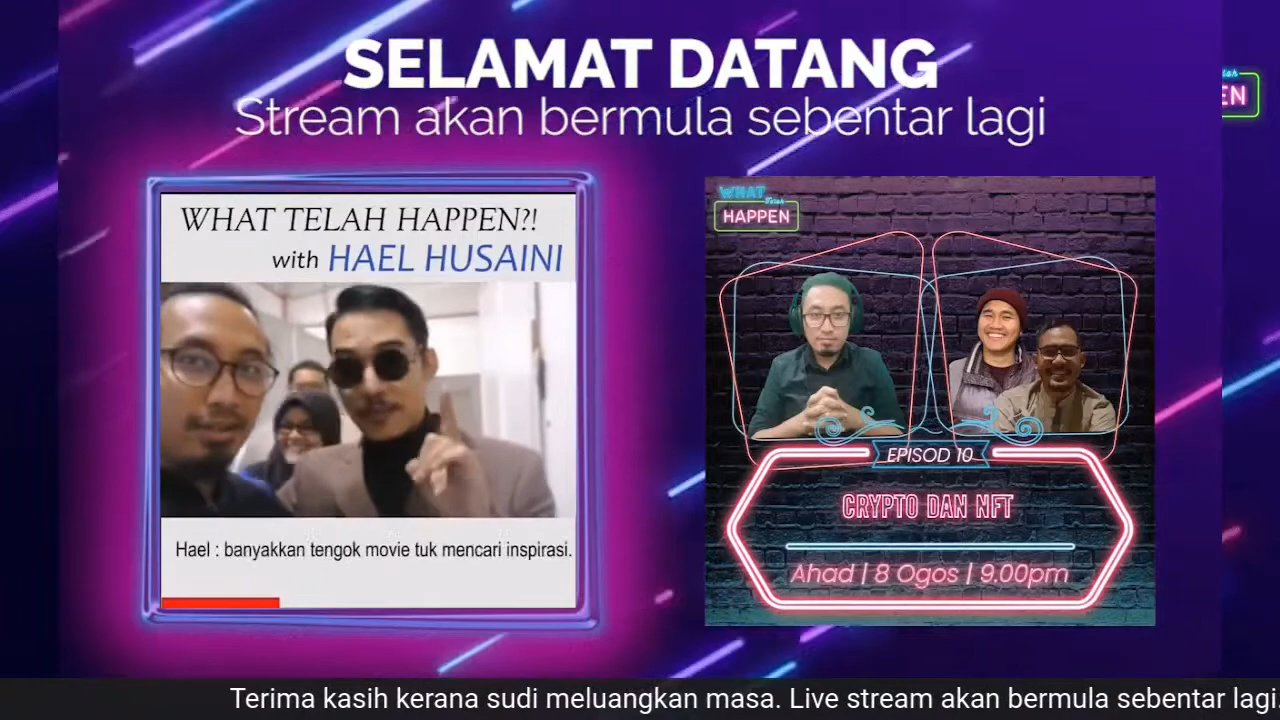 SELAMAT DATANG
Stream akan bermula sebentar lagi
EN
WHAT TELAH HAPPEN?!
with HAEL HUSAINI
Hael : banyakkan tengok movie tuk mencari inspirasi.
WHAT
Telah
HAPPEN
EPISOD 10
CRYPTO DAN NFT
Ahad | 8 Ogos | 9.00pm
Terima kasih kerana sudi meluangkan masa. Live stream akan bermula sebentar lagi.